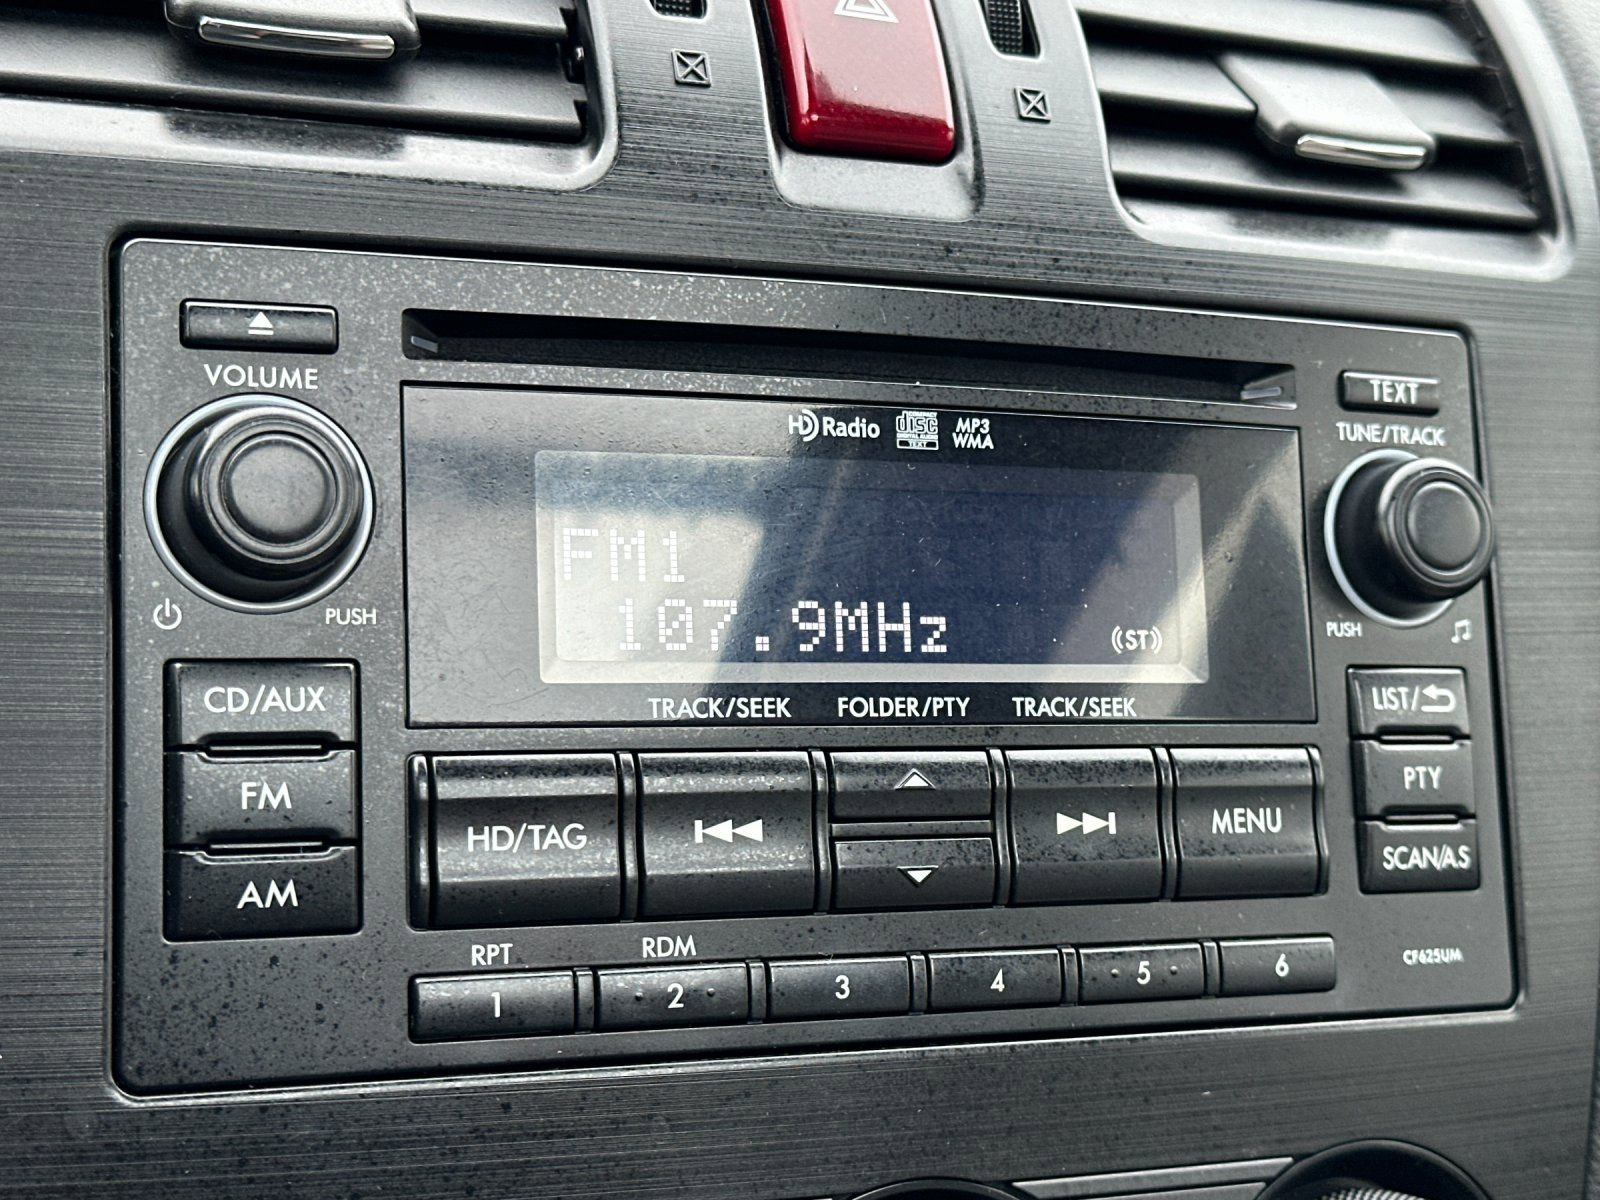 VOLUME
PUSH
HD Radio
COMPACT
disc
DIGITAL AUDIO
TEXT
MP3
WMA
TEXT
TUNE/TRACK
PUSH
FM1
107.9MHz
((ST))
TRACK/SEEK FOLDER/PTY TRACK/SEEK
CD/AUX
FM
AM
HD/TAG
MENU
LIST/
PTY
SCAN/A.S
RPT RDM
1 2 3 4 5 6
CF625UM